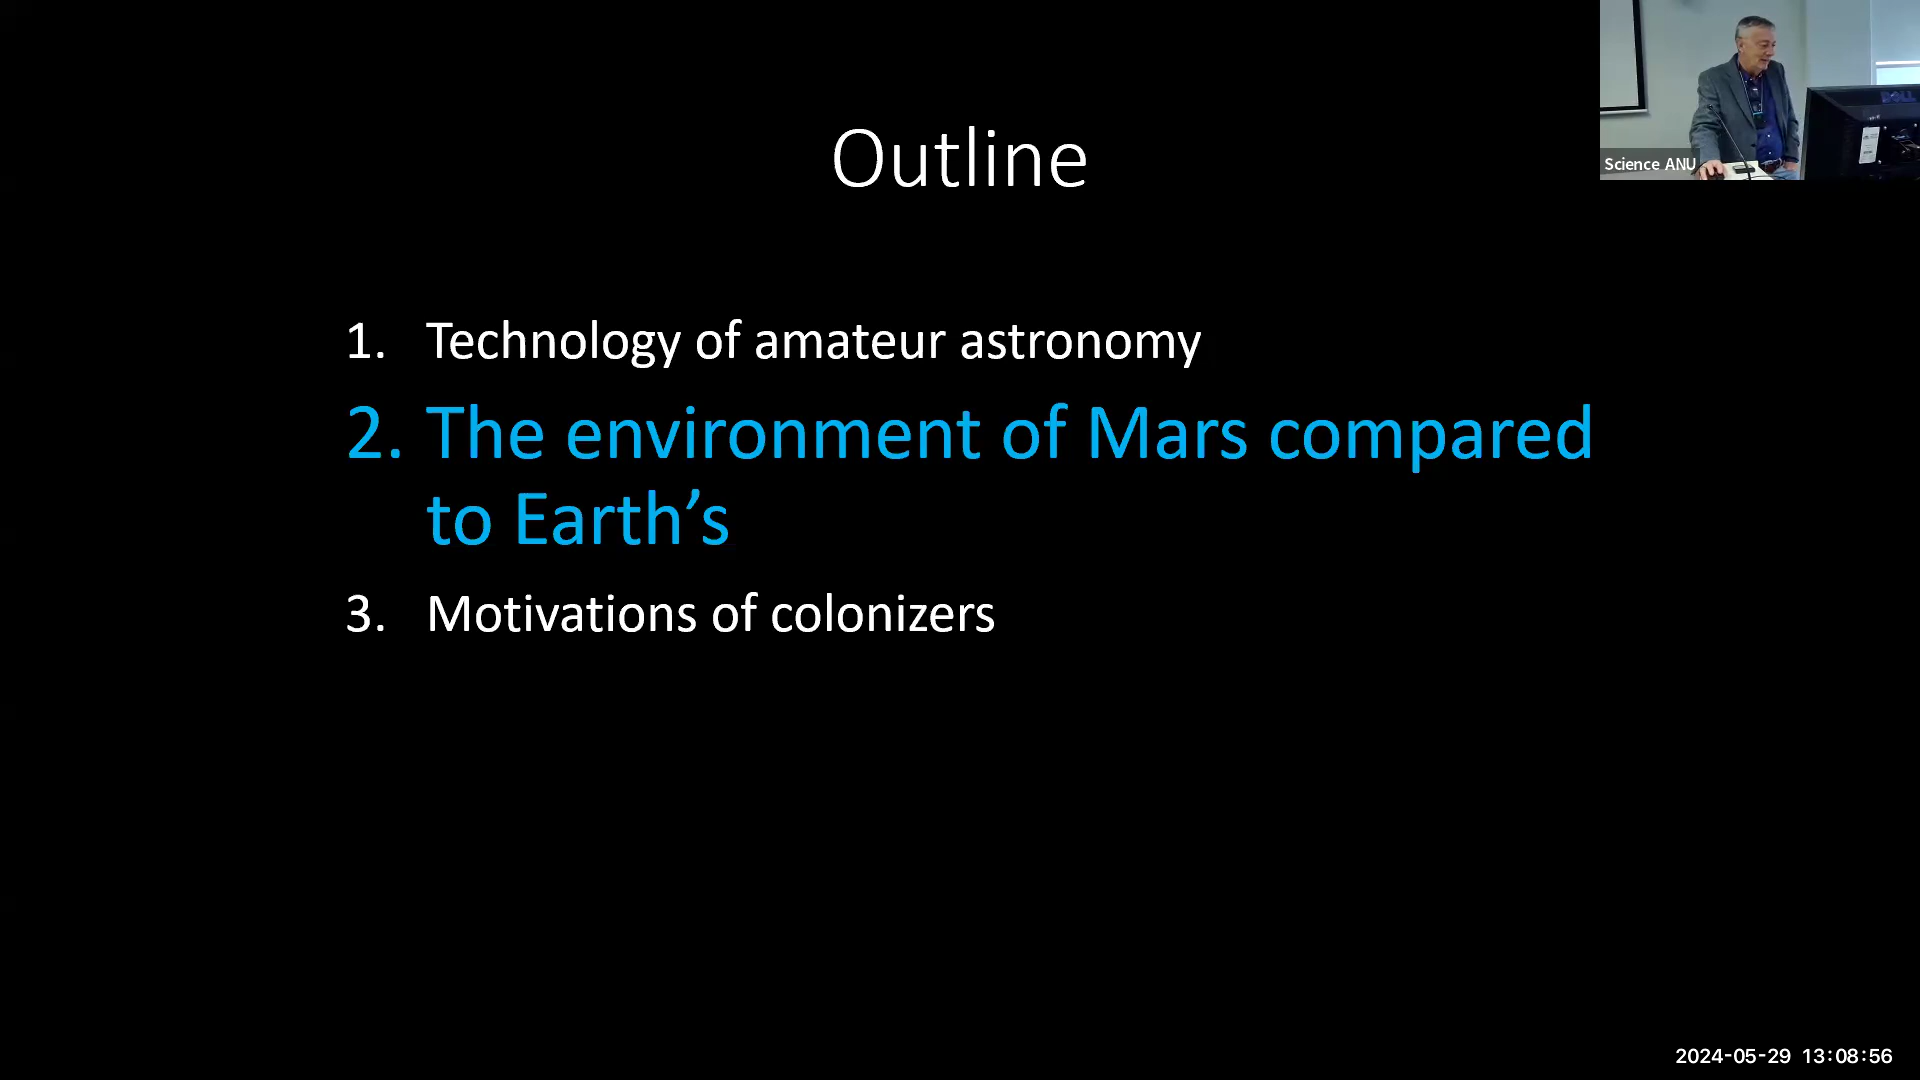 Outline
1. Technology of amateur astronomy
2. The environment of Mars compared
to Earth’s
3. Motivations of colonizers
Science ANU
DELL
2024-05-29 13:08:56